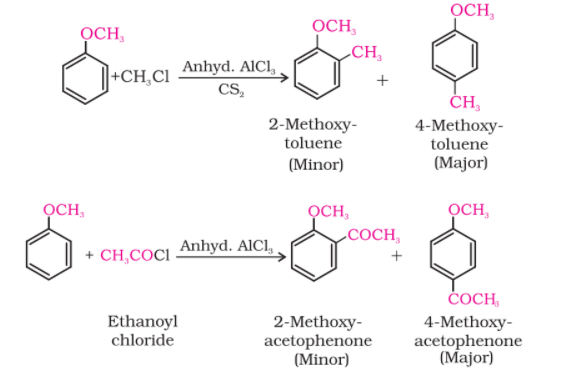 OCH₃
+CH₃Cl
Anhyd. AlCl₃
CS₂
OCH₃
CH₃
+
OCH₃
CH₃
2-Methoxy-
toluene
(Minor)
4-Methoxy-
toluene
(Major)
OCH₃
+ CH₃COCl
Anhyd. AlCl₃
OCH₃
COCH₃
+
OCH₃
COCH₃
Ethanoyl
chloride
2-Methoxy-
acetophenone
(Minor)
4-Methoxy-
acetophenone
(Major)